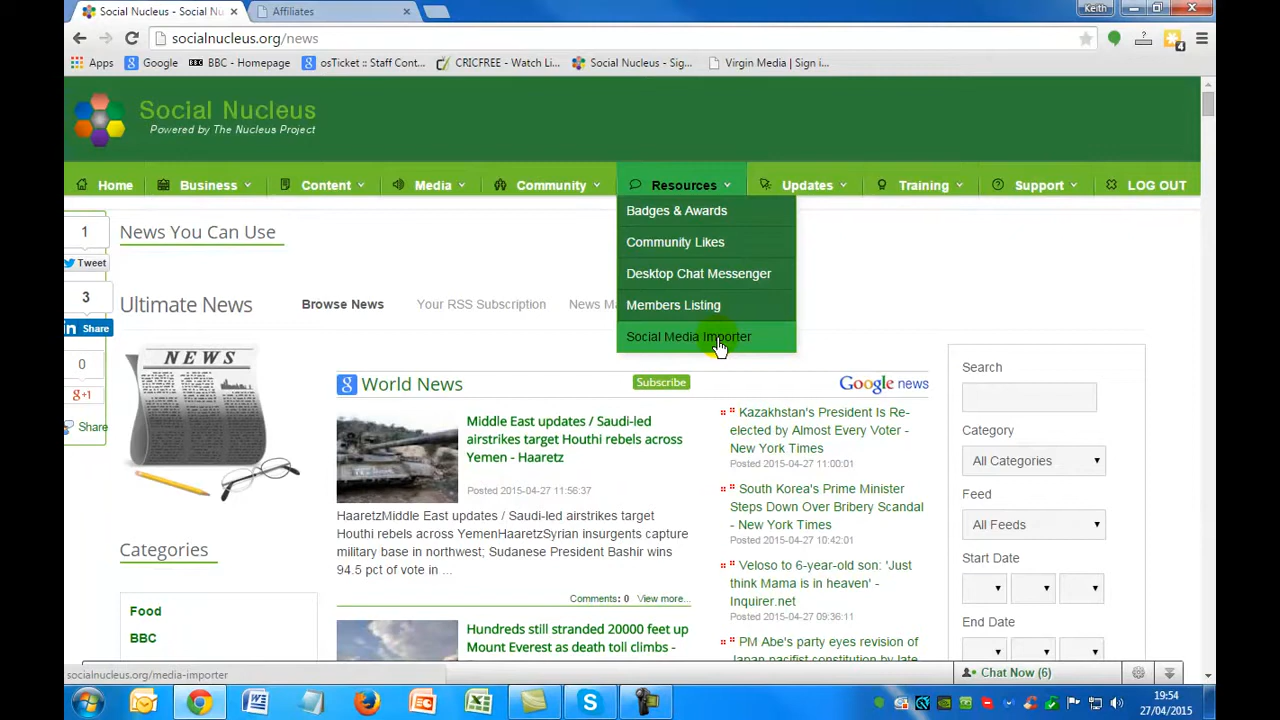 Social Nucleus - Social N
Affiliates
Keith
socialnucleus.org/news
4
Apps
Google
BBC - Homepage
osTicket :: Staff Cont...
CRICFREE - Watch Li...
Social Nucleus - Sig...
Virgin Media | Sign i...
Social Nucleus
Powered by The Nucleus Project
Home
Business
Content
Media
Community
Resources
Updates
Training
Support
LOG OUT
Badges & Awards
Community Likes
Desktop Chat Messenger
Members Listing
Social Media Importer
1
Tweet
3
in Share
0
g+1
Share
News You Can Use
Ultimate News
Browse News
Your RSS Subscription
NEWS
Categories
Food
BBC
World News
Subscribe
Google news
Middle East updates / Saudi-led
airstrikes target Houthi rebels across
Yemen - Haaretz
Posted 2015-04-27 11:56:37
HaaretzMiddle East updates / Saudi-led airstrikes target
Houthi rebels across YemenHaaretzSyrian insurgents capture
military base in northwest; Sudanese President Bashir wins
94.5 pct of vote in ...
Comments: 0 View more...
Hundreds still stranded 20000 feet up
Mount Everest as death toll climbs -
Kazakhstan's President Is Re-
elected by Almost Every Voter -
New York Times
Posted 2015-04-27 11:00:01
South Korea's Prime Minister
Steps Down Over Bribery Scandal
- New York Times
Posted 2015-04-27 10:42:01
Veloso to 6-year-old son: 'Just
think Mama is in heaven' -
Inquirer.net
Posted 2015-04-27 09:36:11
PM Abe's party eyes revision of
Japan pacifist constitution by late
Search
Category
All Categories
Feed
All Feeds
Start Date
End Date
socialnucleus.org/media-importer
Chat Now (6)
19:54
27/04/2015